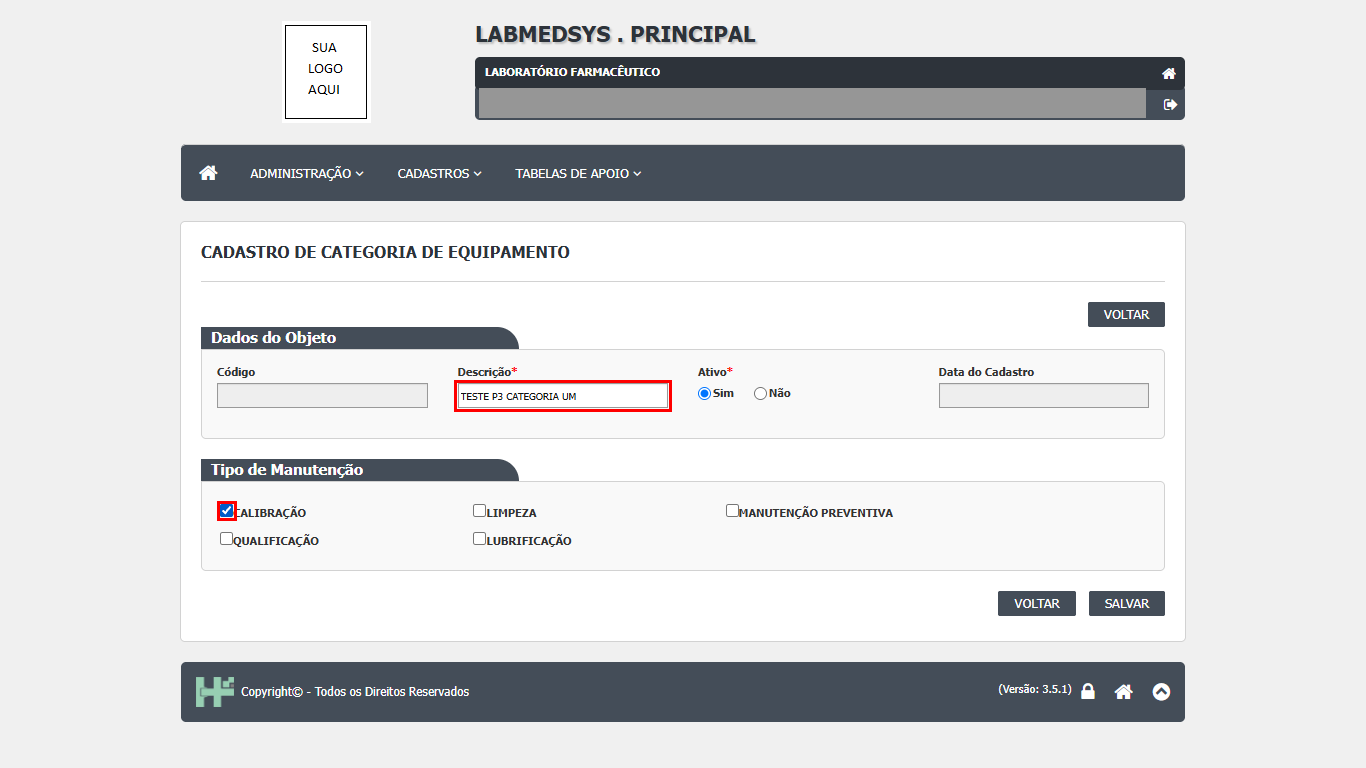 SUA
LOGO
AQUI
LABMEDSYS . PRINCIPAL
LABORATÓRIO FARMACÊUTICO
ADMINISTRAÇÃO CADASTROS TABELAS DE APOIO
CADASTRO DE CATEGORIA DE EQUIPAMENTO
VOLTAR
Dados do Objeto
Código Descrição* Ativo* Data do Cadastro
TESTE P3 CATEGORIA UM Sim Não
Tipo de Manutenção
CALIBRAÇÃO LIMPEZA MANUTENÇÃO PREVENTIVA
QUALIFICAÇÃO LUBRIFICAÇÃO
VOLTAR SALVAR
Copyright© - Todos os Direitos Reservados (Versão: 3.5.1)